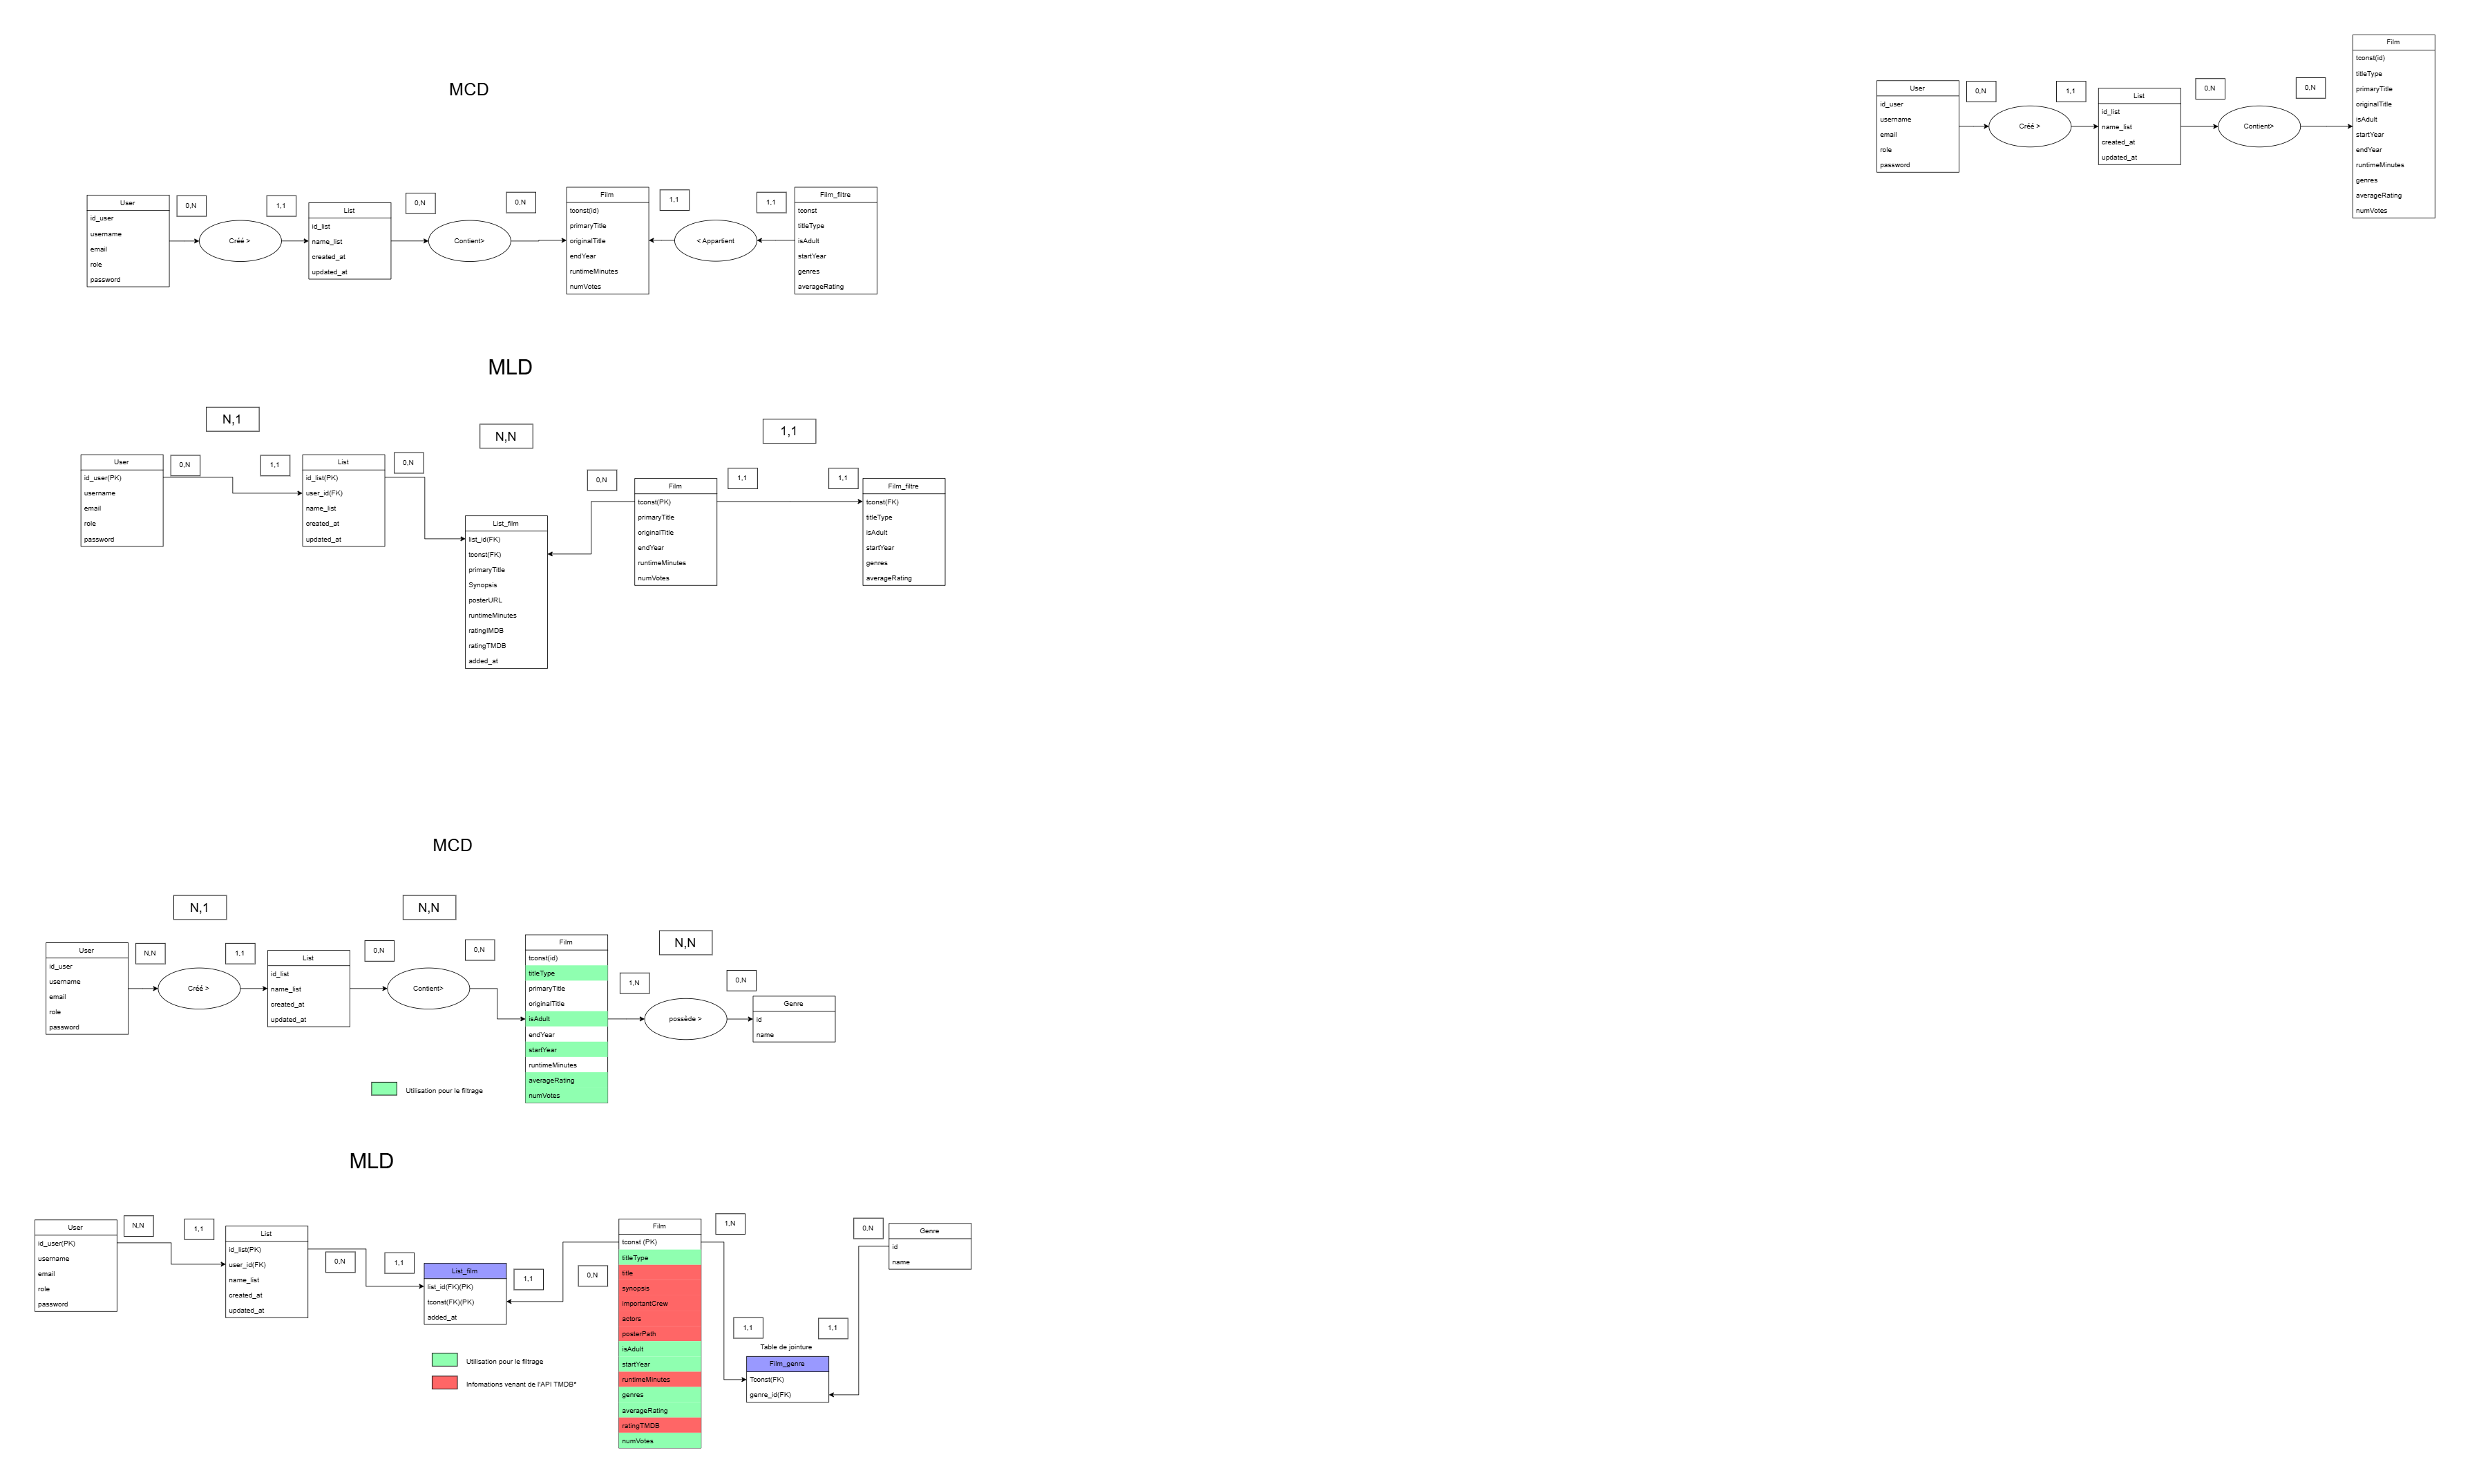 MCD
User
id_user
username
email
role
password
0,N
Créé >
1,1
List
id_list
name_list
created_at
updated_at
0,N
Contient>
0,N
Film
tconst(id)
primaryTitle
originalTitle
endYear
runtimeMinutes
numVotes
1,1
< Appartient
1,1
Film_filtre
tconst
titleType
isAdult
startYear
genres
averageRating
User
id_user
username
email
role
password
0,N
Créé >
1,1
List
id_list
name_list
created_at
updated_at
0,N
Contient>
0,N
Film
tconst(id)
titleType
primaryTitle
originalTitle
isAdult
startYear
endYear
runtimeMinutes
genres
averageRating
numVotes
MLD
N,1
N,N
1,1
User
id_user(PK)
username
email
role
password
0,N
1,1
List
id_list(PK)
user_id(FK)
name_list
created_at
updated_at
0,N
List_film
list_id(FK)
tconst(FK)
primaryTitle
Synopsis
posterURL
runtimeMinutes
ratingIMDB
ratingTMDB
added_at
0,N
Film
tconst(PK)
primaryTitle
originalTitle
endYear
runtimeMinutes
numVotes
1,1
1,1
Film_filtre
tconst(FK)
titleType
isAdult
startYear
genres
averageRating
MCD
N,1
N,N
N,N
User
id_user
username
email
role
password
N,N
Créé >
1,1
List
id_list
name_list
created_at
updated_at
0,N
Contient>
0,N
Film
tconst(id)
titleType
primaryTitle
originalTitle
isAdult
endYear
startYear
runtimeMinutes
averageRating
numVotes
1,N
possède >
0,N
Genre
id
name
Utilisation pour le filtrage
MLD
User
id_user(PK)
username
email
role
password
N,N
1,1
List
id_list(PK)
user_id(FK)
name_list
created_at
updated_at
0,N
1,1
List_film
list_id(FK)(PK)
tconst(FK)(PK)
added_at
1,1
0,N
Film
tconst (PK)
titleType
title
synopsis
importantCrew
actors
posterPath
isAdult
startYear
runtimeMinutes
genres
averageRating
ratingTMDB
numVotes
1,N
1,1
1,1
Table de jointure
Film_genre
Tconst(FK)
genre_id(FK)
0,N
Genre
id
name
Utilisation pour le filtrage
Infomations venant de l'API TMDB*